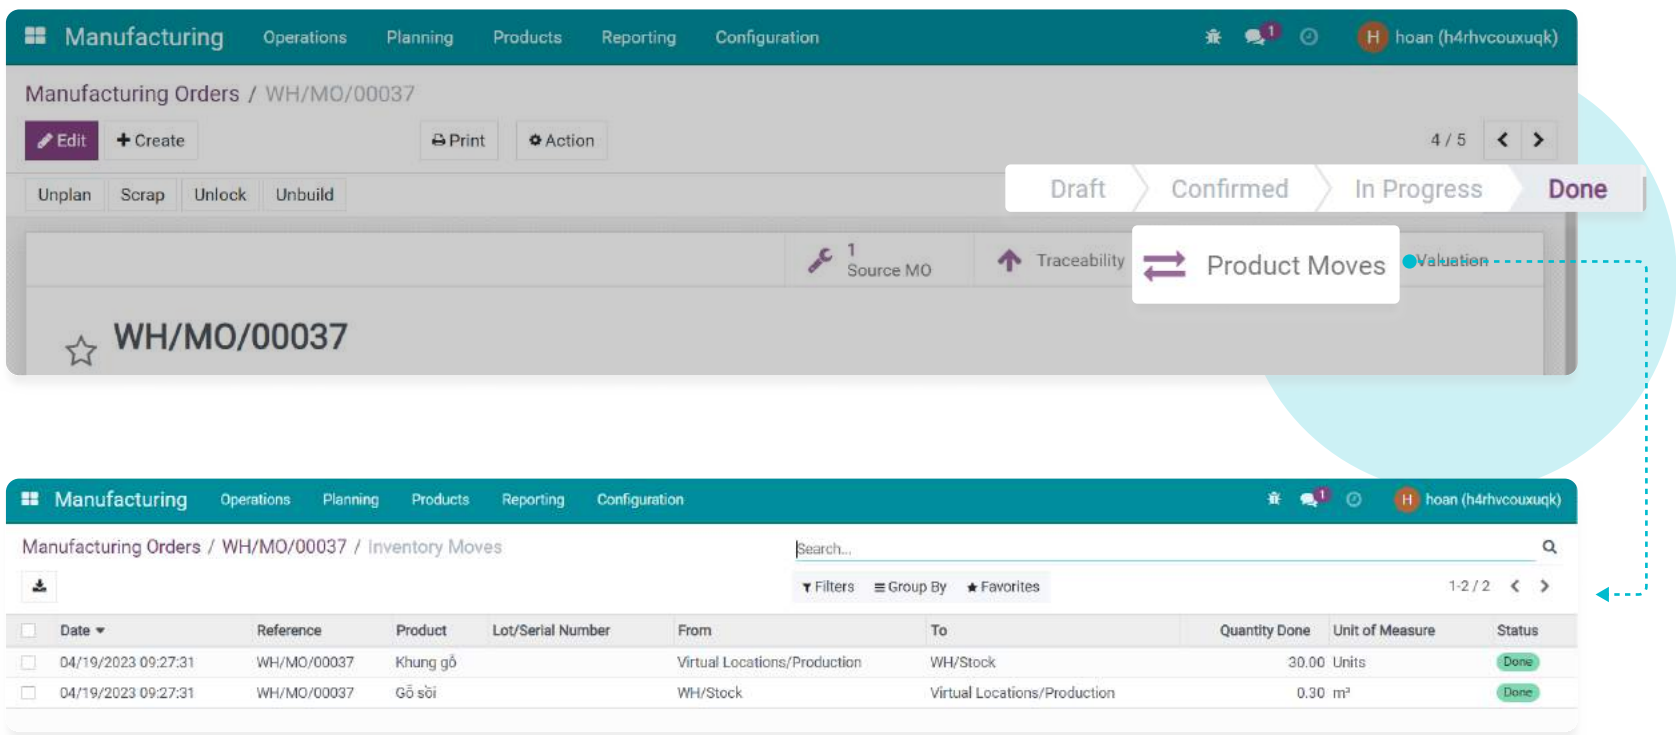 Manufacturing Operations Planning Products Reporting Configuration 1 H hoan (h4rhvcouxuqk)
Manufacturing Orders / WH/MO/00037
Edit + Create Print Action 4 / 5
Unplan Scrap Unlock Unbuild Draft Confirmed In Progress Done
1
Source MO Traceability Product Moves Valuation
WH/MO/00037
Manufacturing Operations Planning Products Reporting Configuration 1 H hoan (h4rhvcouxuqk)
Manufacturing Orders / WH/MO/00037 / Inventory Moves Search...
Filters Group By Favorites 1-2 / 2
Date Reference Product Lot/Serial Number From To Quantity Done Unit of Measure Status
04/19/2023 09:27:31 WH/MO/00037 Khung gỗ Virtual Locations/Production WH/Stock 30.00 Units Done
04/19/2023 09:27:31 WH/MO/00037 Gỗ sồi WH/Stock Virtual Locations/Production 0.30 m³ Done